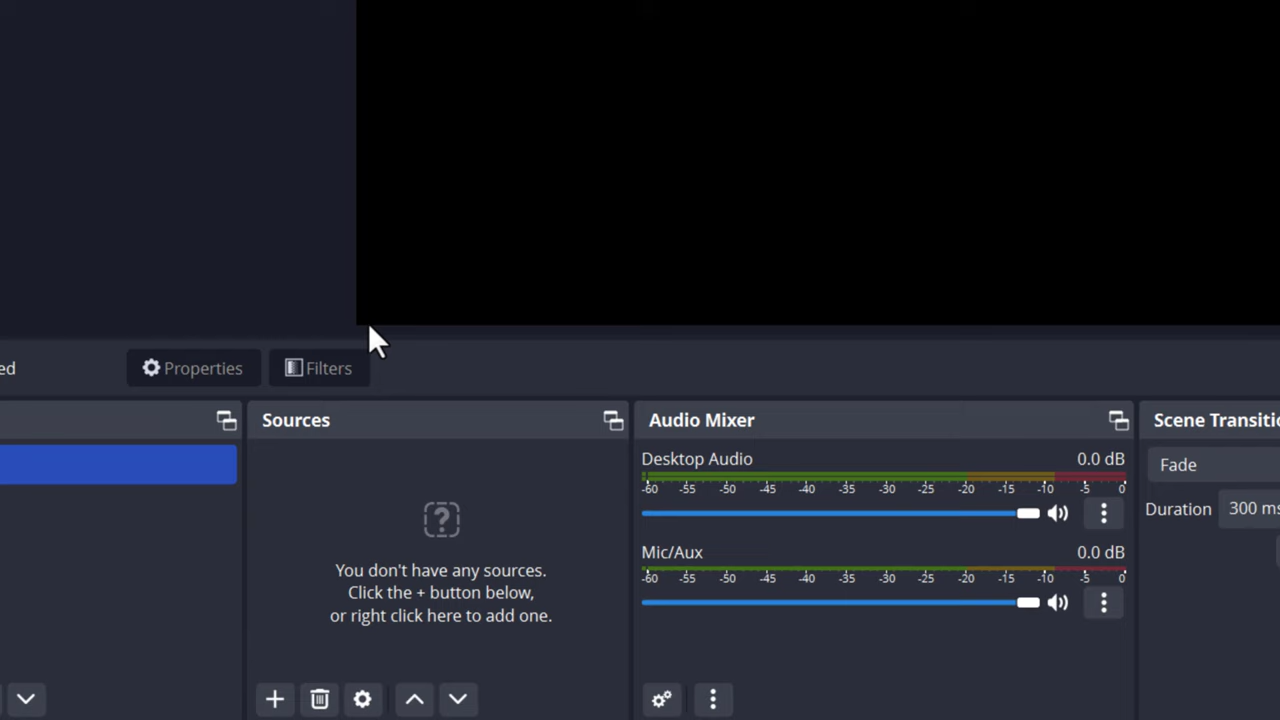 ed
Properties
Filters
Sources
Audio Mixer
Scene Transitio
Desktop Audio
0.0 dB
-60 -55 -50 -45 -40 -35 -30 -25 -20 -15 -10 -5 0
Mic/Aux
0.0 dB
-60 -55 -50 -45 -40 -35 -30 -25 -20 -15 -10 -5 0
Fade
Duration
300 ms
You don't have any sources.
Click the + button below,
or right click here to add one.